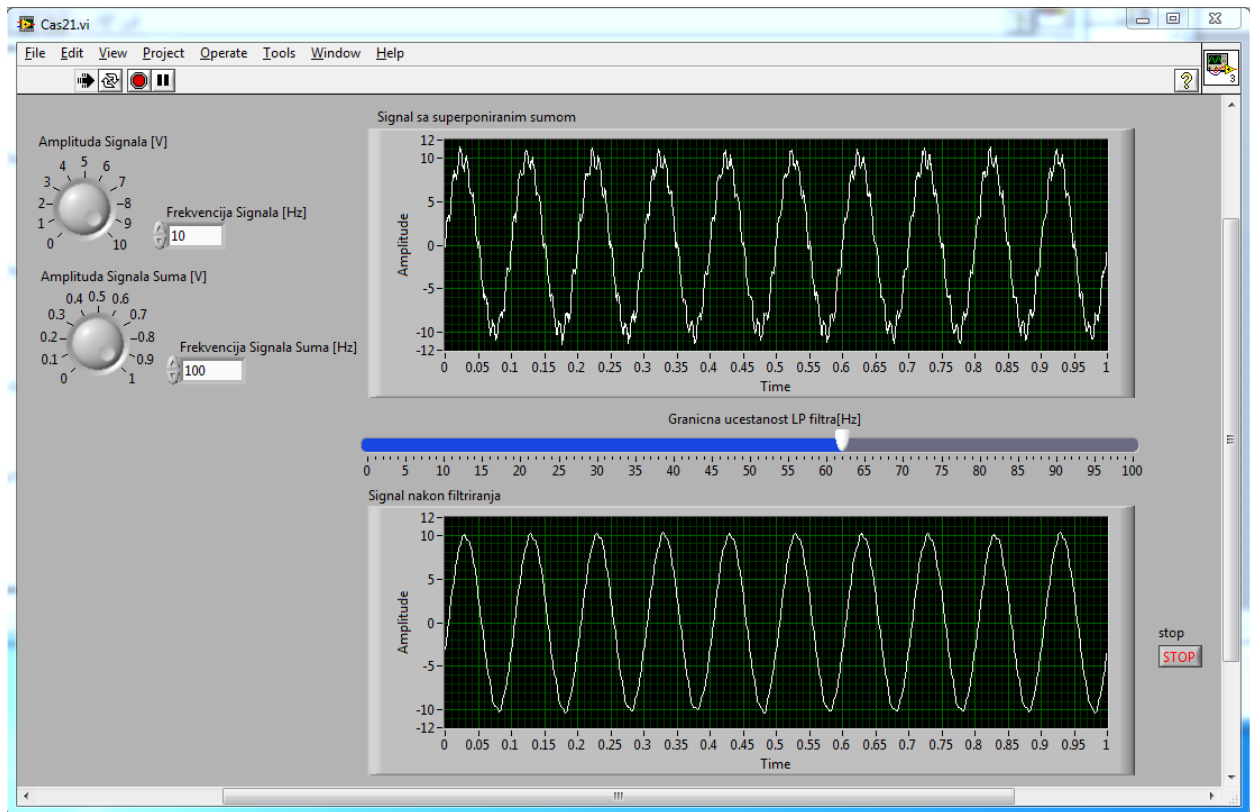 Cas21.vi
File Edit View Project Operate Tools Window Help
3
Signal sa superponiranim sumom
Amplituda Signala [V]
0 1 2 3 4 5 6 7 8 9 10
Frekvencija Signala [Hz]
10
Amplituda Signala Suma [V]
0 0.1 0.2 0.3 0.4 0.5 0.6 0.7 0.8 0.9 1
Frekvencija Signala Suma [Hz]
100
Amplitude
12
10
5
0
-5
-10
-12
0 0.05 0.1 0.15 0.2 0.25 0.3 0.35 0.4 0.45 0.5 0.55 0.6 0.65 0.7 0.75 0.8 0.85 0.9 0.95 1
Time
Granicna ucestanost LP filtra[Hz]
0 5 10 15 20 25 30 35 40 45 50 55 60 65 70 75 80 85 90 95 100
Signal nakon filtriranja
Amplitude
12
10
5
0
-5
-10
-12
0 0.05 0.1 0.15 0.2 0.25 0.3 0.35 0.4 0.45 0.5 0.55 0.6 0.65 0.7 0.75 0.8 0.85 0.9 0.95 1
Time
stop
STOP